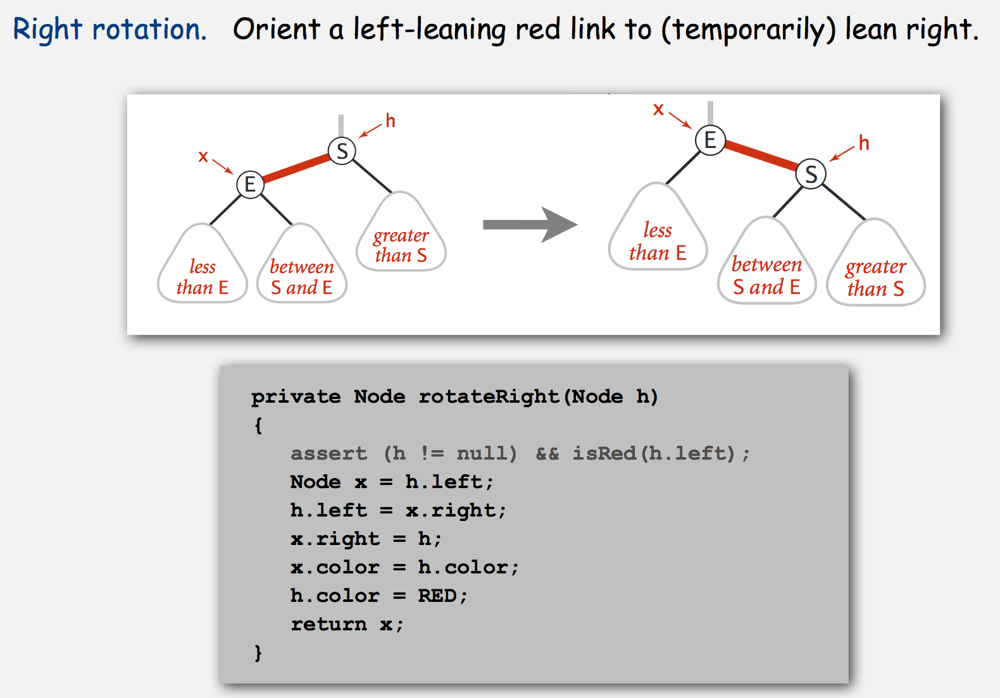 Right rotation. Orient a left-leaning red link to (temporarily) lean right.
h
S
x
E
less
than E
between
S and E
greater
than S
x
E
h
S
less
than E
between
S and E
greater
than S
private Node rotateRight(Node h)
{
assert (h != null) && isRed(h.left);
Node x = h.left;
h.left = x.right;
x.right = h;
x.color = h.color;
h.color = RED;
return x;
}